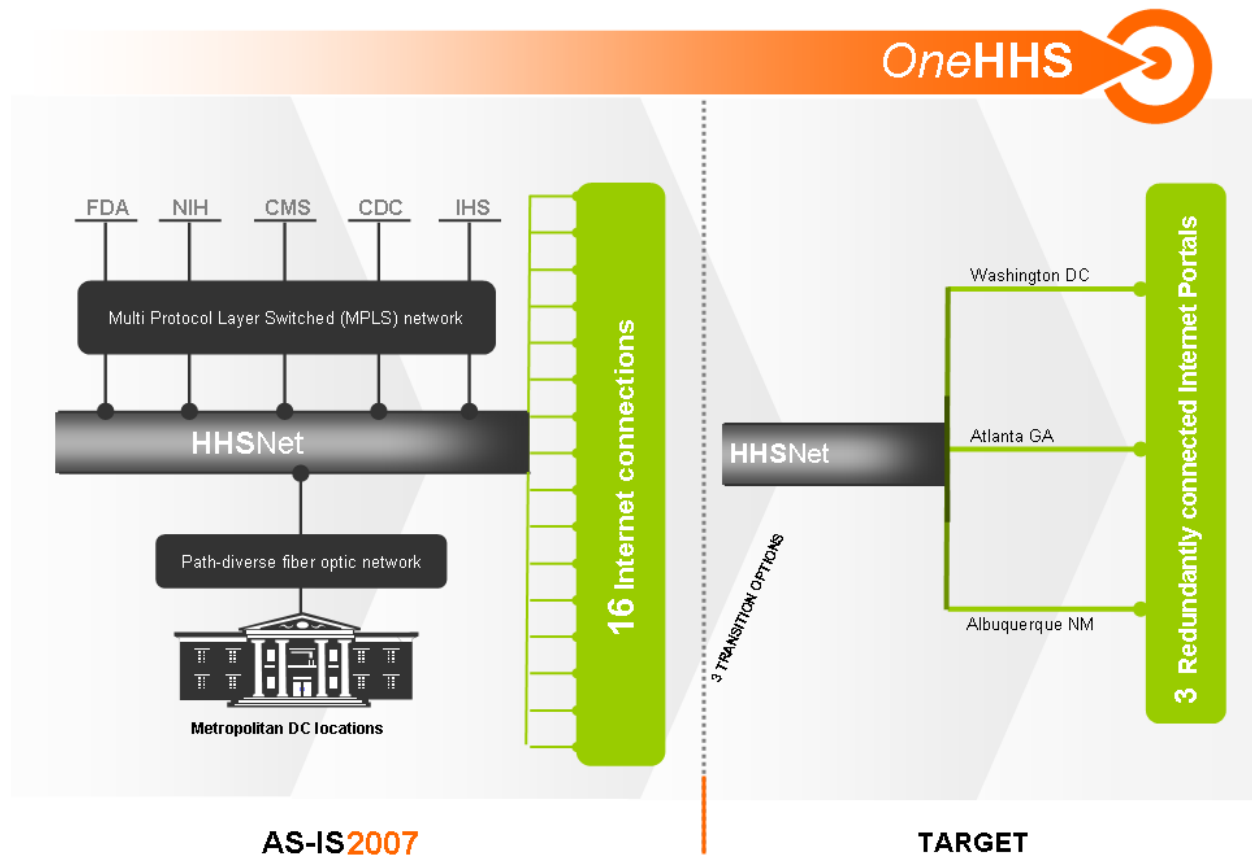 OneHHS
FDA NIH CMS CDC IHS
Multi Protocol Layer Switched (MPLS) network
HHSNet
Path-diverse fiber optic network
Metropolitan DC locations
16 Internet connections
3 TRANSITION OPTIONS
HHSNet
Washington DC
Atlanta GA
Albuquerque NM
3 Redundantly connected Internet Portals
AS-IS2007
TARGET